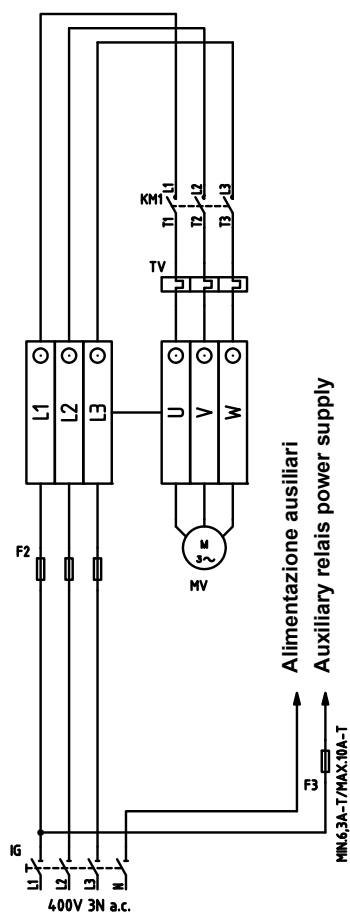 KM1
L1
L2
L3
T1
T2
T3
TV
L1
L2
L3
U
V
W
F2
M
3~
MV
Alimentazione ausiliari
Auxiliary relais power supply
F3
MIN.6,3A-T/MAX.10A-T
IG
L1
L2
L3
N
400V 3N a.c.